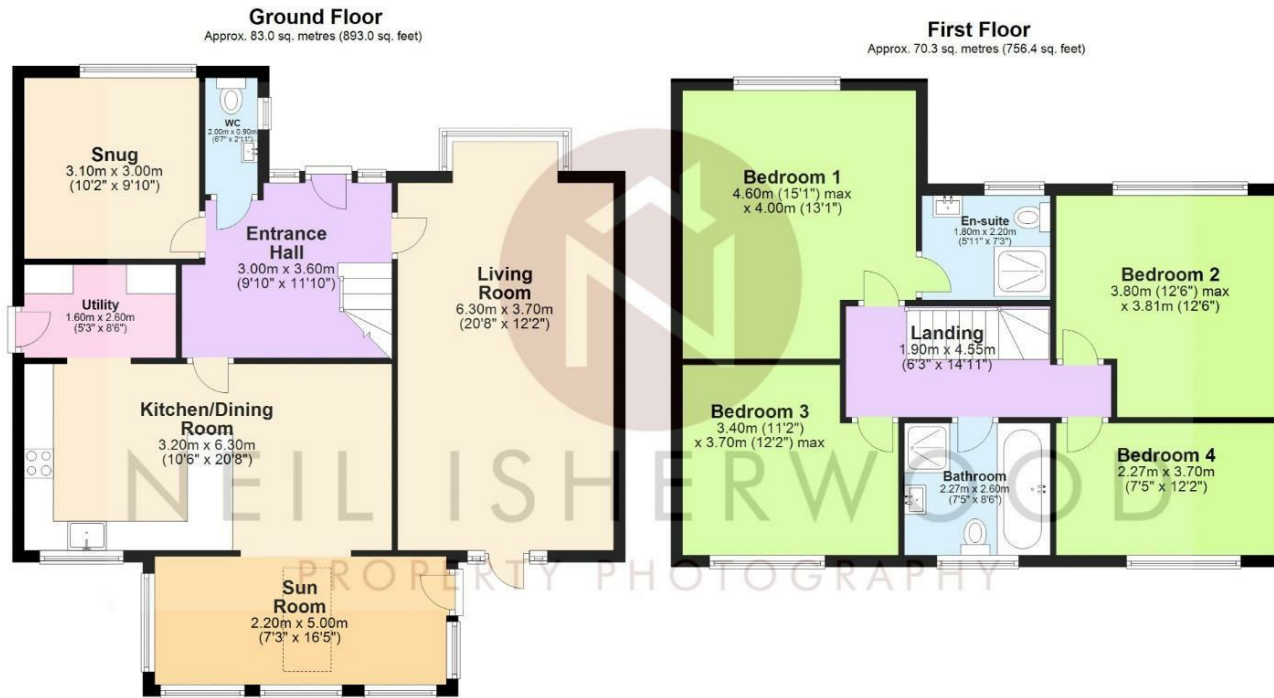 Ground Floor
Approx. 83.0 sq. metres (893.0 sq. feet)
Snug
3.10m x 3.00m
(10'2" x 9'10")
WC
2.00m x 0.90m
(6'7" x 2'11")
Entrance
Hall
3.00m x 3.60m
(9'10" x 11'10")
Living
Room
6.30m x 3.70m
(20'8" x 12'2")
Utility
1.60m x 2.60m
(5'3" x 8'6")
Kitchen/Dining
Room
3.20m x 6.30m
(10'6" x 20'8")
Sun
Room
2.20m x 5.00m
(7'3" x 16'5")
First Floor
Approx. 70.3 sq. metres (756.4 sq. feet)
Bedroom 1
4.60m (15'1") max
x 4.00m (13'1")
En-suite
1.80m x 2.20m
(5'11" x 7'3")
Bedroom 2
3.80m (12'6") max
x 3.81m (12'6")
Landing
1.90m x 4.55m
(6'3" x 14'11")
Bedroom 3
3.40m (11'2")
x 3.70m (12'2") max
Bathroom
2.27m x 2.60m
(7'5" x 8'6")
Bedroom 4
2.27m x 3.70m
(7'5" x 12'2")
NEIL ISHERWOOD
PROPERTY PHOTOGRAPHY